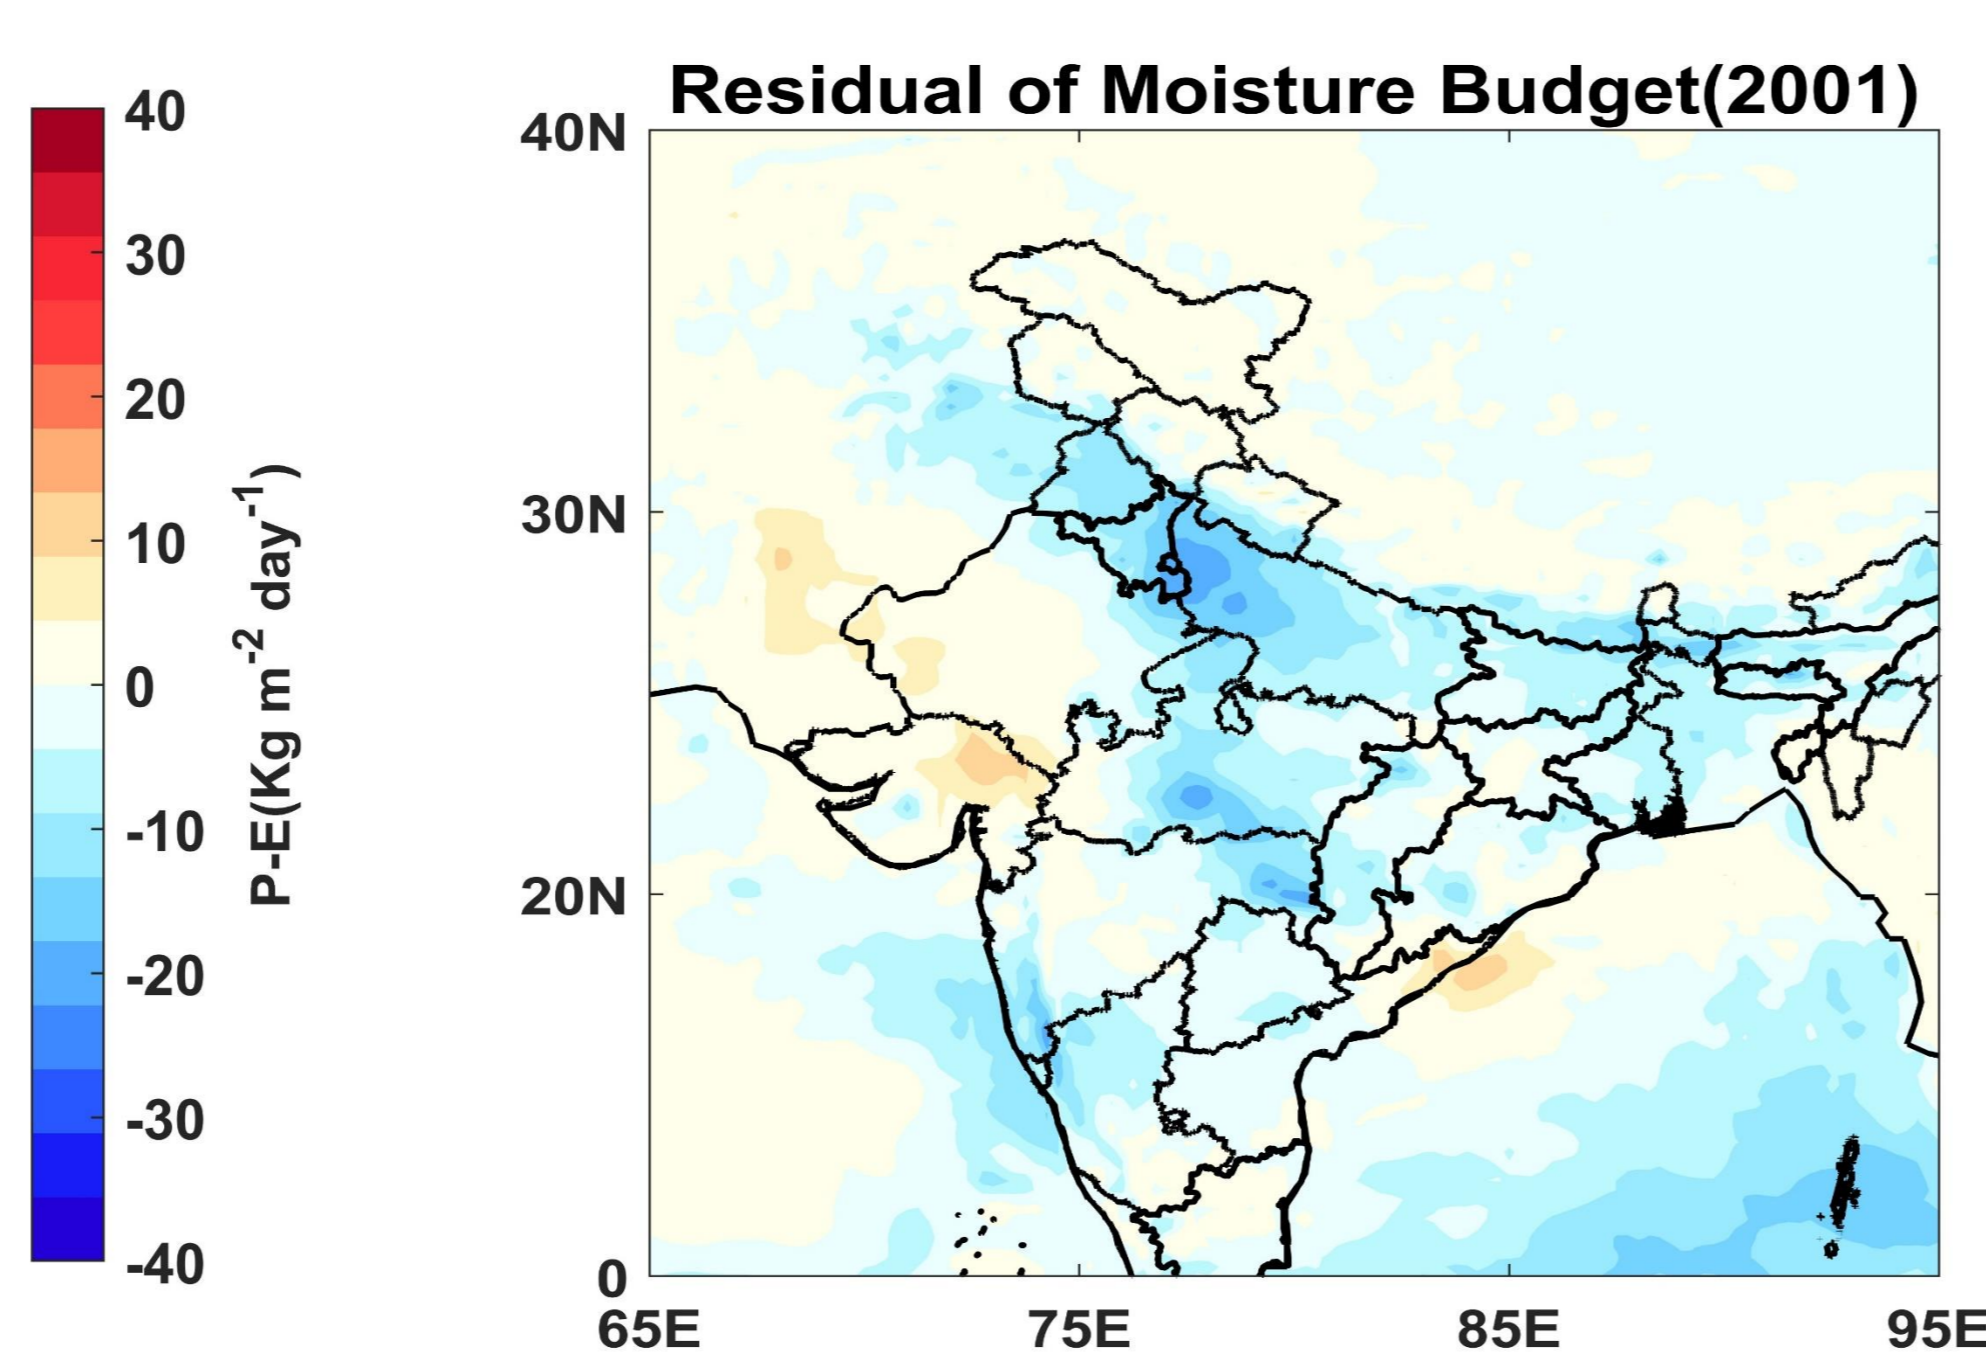 Residual of Moisture Budget(2001)
40
30
20
10
0
-10
-20
-30
-40
P-E(Kg m-2 day-1)
40N
30N
20N
0
65E
75E
85E
95E